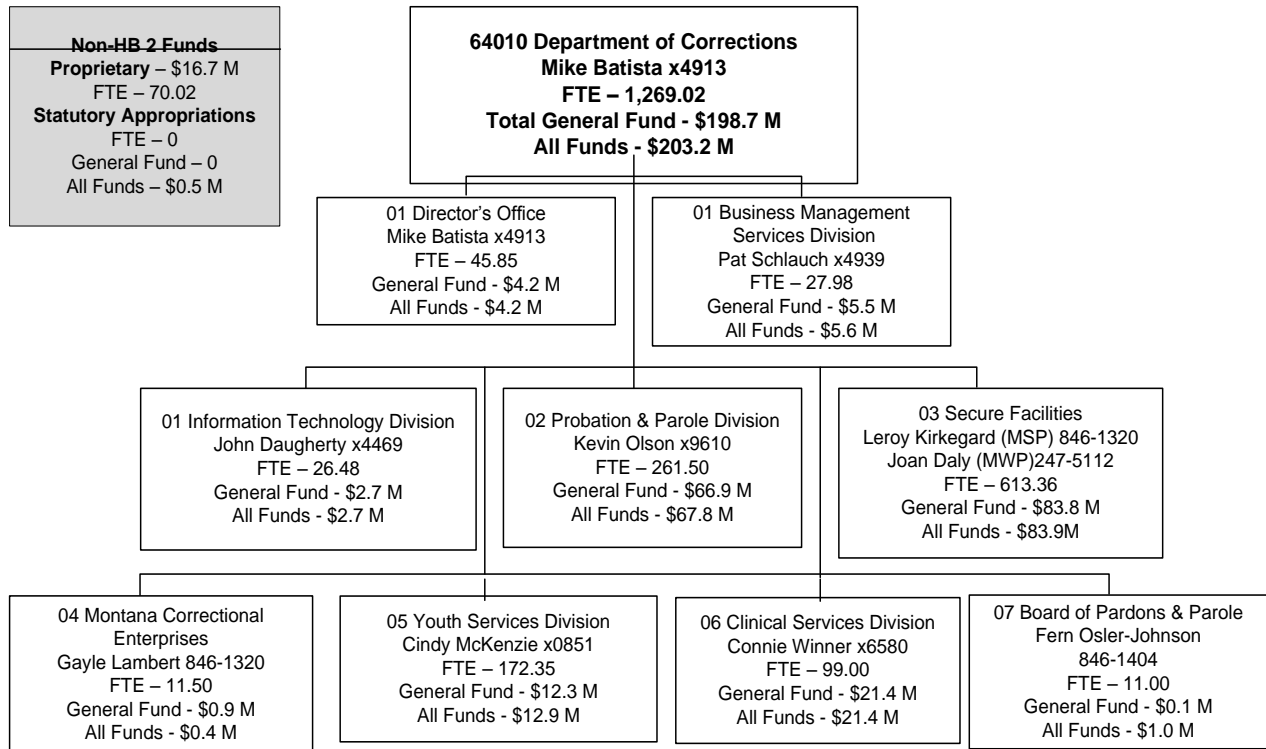 Non-HB 2 Funds
Proprietary – $16.7 M
FTE – 70.02
Statutory Appropriations
FTE – 0
General Fund – 0
All Funds – $0.5 M
64010 Department of Corrections
Mike Batista x4913
FTE – 1,269.02
Total General Fund - $198.7 M
All Funds - $203.2 M
01 Director's Office
Mike Batista x4913
FTE – 45.85
General Fund - $4.2 M
All Funds - $4.2 M
01 Business Management
Services Division
Pat Schlauch x4939
FTE – 27.98
General Fund - $5.5 M
All Funds - $5.6 M
01 Information Technology Division
John Daugherty x4469
FTE – 26.48
General Fund - $2.7 M
All Funds - $2.7 M
02 Probation & Parole Division
Kevin Olson x9610
FTE – 261.50
General Fund - $66.9 M
All Funds - $67.8 M
03 Secure Facilities
Leroy Kirkegard (MSP) 846-1320
Joan Daly (MWP)247-5112
FTE – 613.36
General Fund - $83.8 M
All Funds - $83.9M
04 Montana Correctional
Enterprises
Gayle Lambert 846-1320
FTE – 11.50
General Fund - $0.9 M
All Funds - $0.4 M
05 Youth Services Division
Cindy McKenzie x0851
FTE – 172.35
General Fund - $12.3 M
All Funds - $12.9 M
06 Clinical Services Division
Connie Winner x6580
FTE – 99.00
General Fund - $21.4 M
All Funds - $21.4 M
07 Board of Pardons & Parole
Fern Osler-Johnson
846-1404
FTE – 11.00
General Fund - $0.1 M
All Funds - $1.0 M